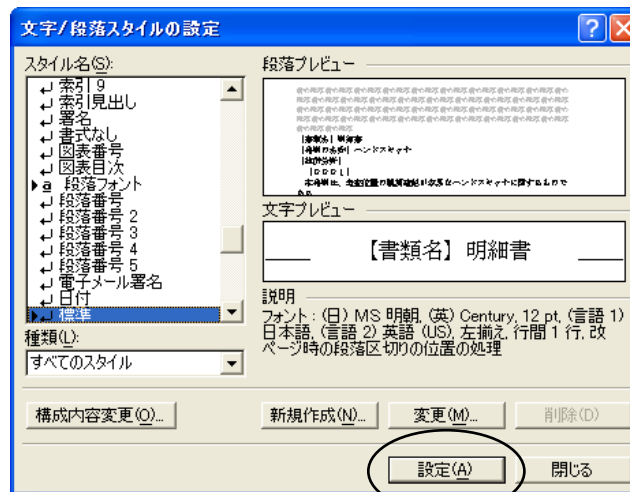 文字/段落スタイルの設定
スタイル名(S):
索引 9
索引見出し
署名
書式なし
図表番号
図表目次
a 段落フォント
段落番号
段落番号 2
段落番号 3
段落番号 4
段落番号 5
電子メール署名
日付
標準
種類(L):
すべてのスタイル
段落プレビュー
【書類名】 明細書
文字プレビュー
【書類名】 明細書
説明
フォント : (日) MS 明朝, (英) Century, 12 pt, (言語 1)
日本語, (言語 2) 英語 (US), 左揃え, 行間 1 行, 改
ページ時の段落区切りの位置の処理
構成内容変更(O)...
新規作成(N)...
変更(M)...
削除(D)
設定(A)
閉じる